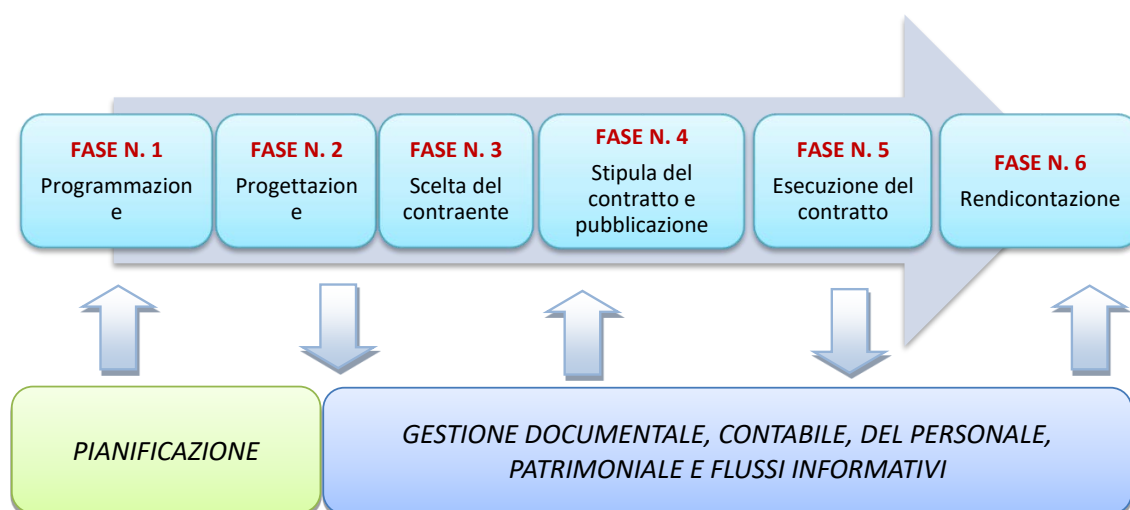 FASE N. 1
Programmazion
e
FASE N. 2
Progettazion
e
FASE N. 3
Scelta del
contraente
FASE N. 4
Stipula del
contratto e
pubblicazione
FASE N. 5
Esecuzione del
contratto
FASE N. 6
Rendicontazione
PIANIFICAZIONE
GESTIONE DOCUMENTALE, CONTABILE, DEL PERSONALE,
PATRIMONIALE E FLUSSI INFORMATIVI